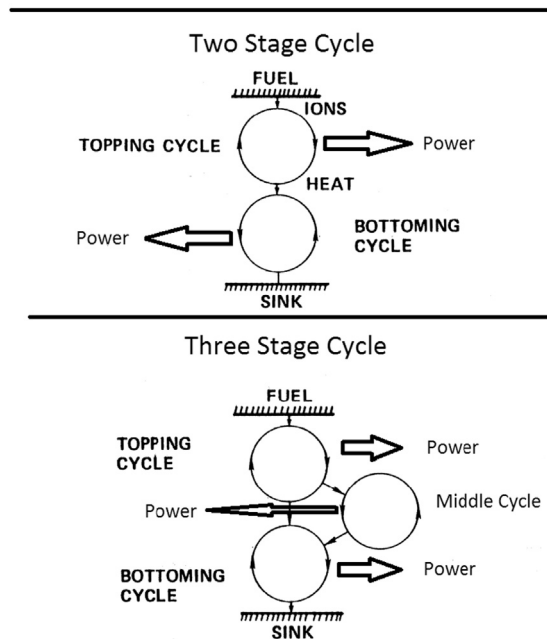 Two Stage Cycle
FUEL
IONS
TOPPING CYCLE
Power
HEAT
Power
BOTTOMING
CYCLE
SINK
Three Stage Cycle
FUEL
TOPPING
CYCLE
Power
Middle Cycle
Power
BOTTOMING
CYCLE
Power
SINK